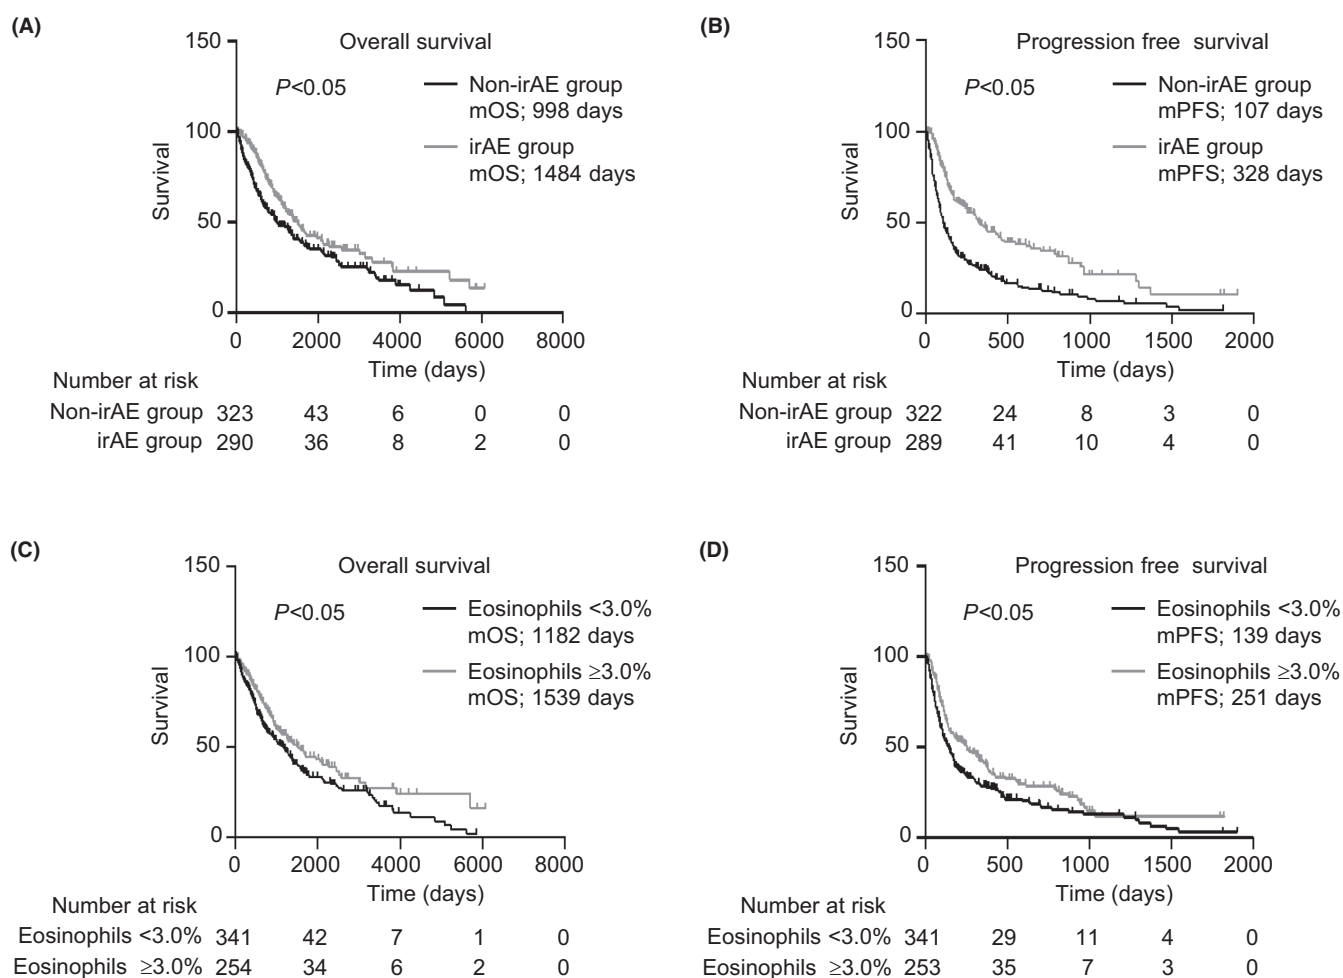 (A)
Overall survival
P<0.05
Non-irAE group
mOS; 998 days
irAE group
mOS; 1484 days
Survival
150
100
50
0
0 2000 4000 6000 8000
Time (days)
Number at risk
Non-irAE group 323 43 6 0 0
irAE group 290 36 8 2 0
(B)
Progression free survival
P<0.05
Non-irAE group
mPFS; 107 days
irAE group
mPFS; 328 days
Survival
150
100
50
0
0 500 1000 1500 2000
Time (days)
Number at risk
Non-irAE group 322 24 8 3 0
irAE group 289 41 10 4 0
(C)
Overall survival
P<0.05
Eosinophils <3.0%
mOS; 1182 days
Eosinophils ≥3.0%
mOS; 1539 days
Survival
150
100
50
0
0 2000 4000 6000 8000
Time (days)
Number at risk
Eosinophils <3.0% 341 42 7 1 0
Eosinophils ≥3.0% 254 34 6 2 0
(D)
Progression free survival
P<0.05
Eosinophils <3.0%
mPFS; 139 days
Eosinophils ≥3.0%
mPFS; 251 days
Survival
150
100
50
0
0 500 1000 1500 2000
Time (days)
Number at risk
Eosinophils <3.0% 341 29 11 4 0
Eosinophils ≥3.0% 253 35 7 3 0